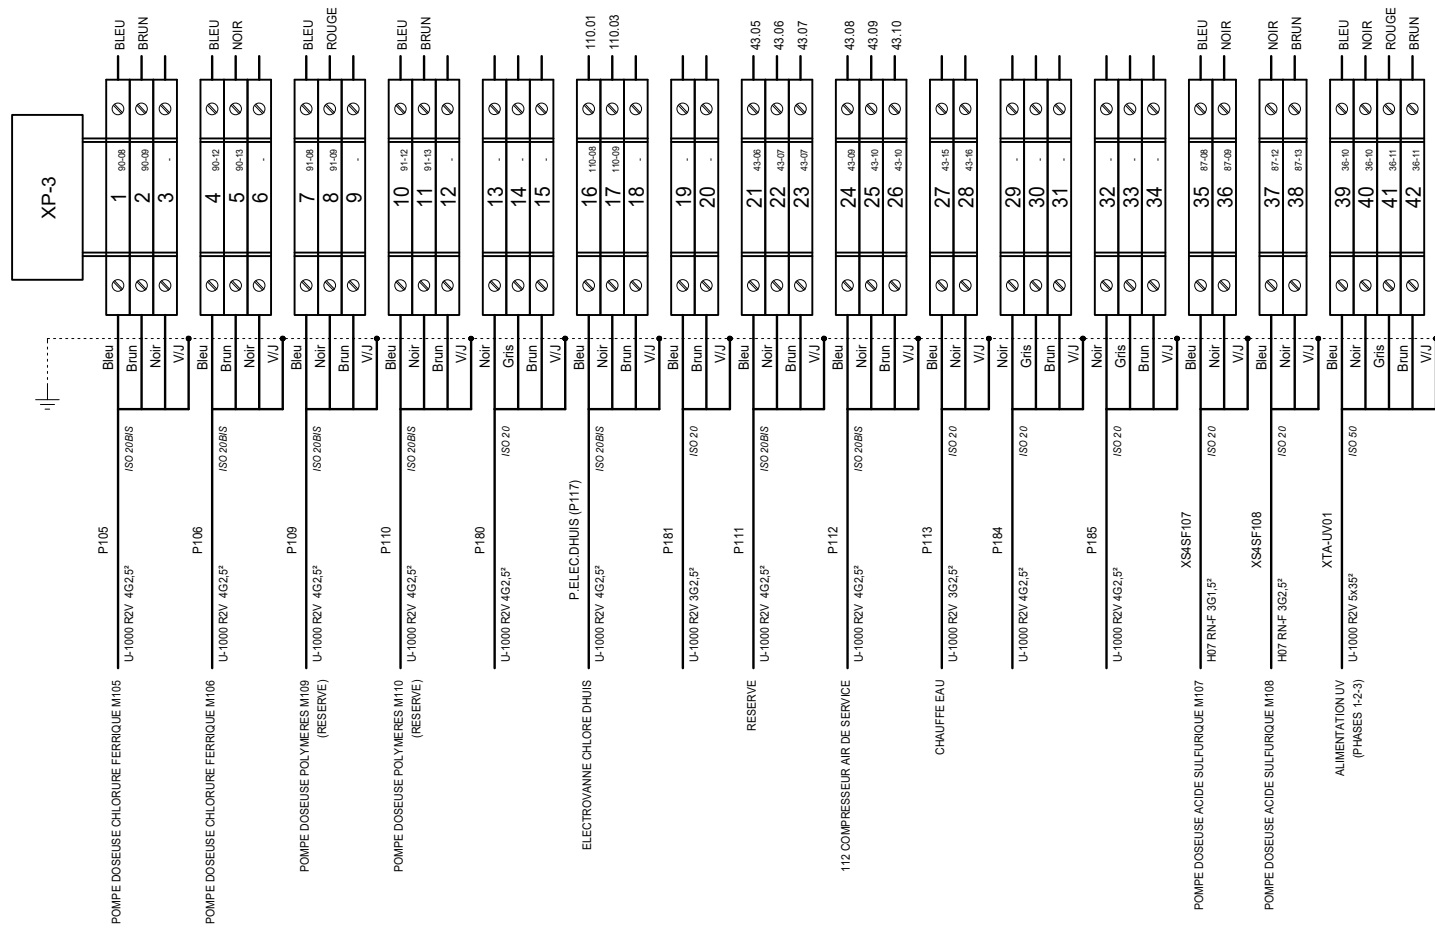 XP-3
BLEU
BRUN
BLEU
NOIR
BLEU
ROUGE
BLEU
BRUN
110.01
110.03
43.05
43.06
43.07
43.08
43.09
43.10
BLEU
NOIR
NOIR
BRUN
BLEU
NOIR
ROUGE
BRUN
1 90-08
2 90-09
3 -
4 90-12
5 90-13
6 -
7 91-08
8 91-09
9 -
10 91-12
11 91-13
12 -
13 -
14 -
15 -
16 110-08
17 110-09
18 -
19 -
20 -
21 43-06
22 43-07
23 43-07
24 43-09
25 43-10
26 43-10
27 43-15
28 43-16
29 -
30 -
31 -
32 -
33 -
34 -
35 87-08
36 87-09
37 87-12
38 87-13
39 36-10
40 36-10
41 36-11
42 36-11
Bleu
Brun
Noir
V/J
Bleu
Brun
Noir
V/J
Bleu
Noir
Brun
V/J
Bleu
Brun
Noir
V/J
Noir
Gris
Brun
V/J
Bleu
Brun
Noir
V/J
Bleu
Brun
V/J
Bleu
Noir
Brun
V/J
Bleu
Noir
Brun
V/J
Bleu
Brun
V/J
Noir
Gris
Brun
V/J
Noir
Gris
Brun
V/J
Bleu
Noir
V/J
Bleu
Noir
V/J
Bleu
Noir
Gris
Brun
V/J
ISO 20BIS
ISO 20BIS
ISO 20BIS
ISO 20BIS
ISO 20
ISO 20BIS
ISO 20
ISO 20BIS
ISO 20BIS
ISO 20
ISO 20
ISO 20
ISO 20
ISO 20
ISO 50
P105
P106
P109
P110
P180
P.ELEC.DHUIS (P117)
P181
P111
P112
P113
P184
P185
XS4SF107
XS4SF108
XTA-UV01
U-1000 R2V 4G2,5²
U-1000 R2V 4G2,5²
U-1000 R2V 4G2,5²
U-1000 R2V 4G2,5²
U-1000 R2V 4G2,5²
U-1000 R2V 4G2,5²
U-1000 R2V 3G2,5²
U-1000 R2V 4G2,5²
U-1000 R2V 4G2,5²
U-1000 R2V 3G2,5²
U-1000 R2V 4G2,5²
U-1000 R2V 4G2,5²
H07 RN-F 3G1,5²
H07 RN-F 3G2,5²
U-1000 R2V 5x35²
POMPE DOSEUSE CHLORURE FERRIQUE M105
POMPE DOSEUSE CHLORURE FERRIQUE M106
POMPE DOSEUSE POLYMERES M109
(RESERVE)
POMPE DOSEUSE POLYMERES M110
(RESERVE)
ELECTROVANNE CHLORE DHUIS
RESERVE
112 COMPRESSEUR AIR DE SERVICE
CHAUFFE EAU
POMPE DOSEUSE ACIDE SULFURIQUE M107
POMPE DOSEUSE ACIDE SULFURIQUE M108
ALIMENTATION UV
(PHASES 1-2-3)